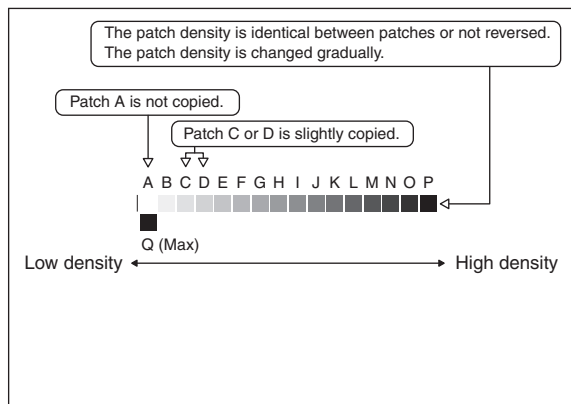 The patch density is identical between patches or not reversed.
The patch density is changed gradually.
Patch A is not copied.
Patch C or D is slightly copied.
A B C D E F G H I J K L M N O P
Q (Max)
Low density
High density